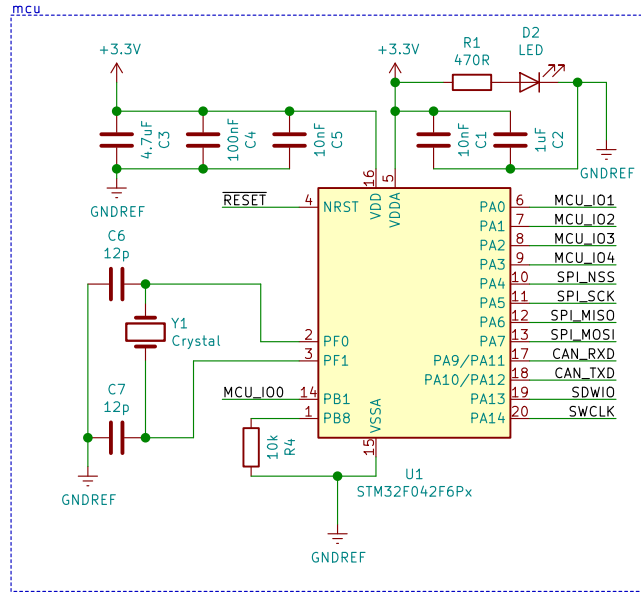 mcu
+3.3V
+3.3V
R1
470R
D2
LED
4.7uF
C3
100nF
C4
10nF
C5
10nF
C1
1uF
C2
GNDREF
GNDREF
16
5
VDD
VDDA
RESET
4
NRST
PA0
6
MCU_IO1
PA1
7
MCU_IO2
PA2
8
MCU_IO3
PA3
9
MCU_IO4
PA4
10
SPI_NSS
PA5
11
SPI_SCK
PA6
12
SPI_MISO
PA7
13
SPI_MOSI
PA9/PA11
17
CAN_RXD
PA10/PA12
18
CAN_TXD
PA13
19
SDWIO
PA14
20
SWCLK
C6
12p
Y1
Crystal
2
PF0
3
PF1
C7
12p
MCU_IO0
14
PB1
1
PB8
VSSA
15
10k
R4
U1
STM32F042F6Px
GNDREF
GNDREF